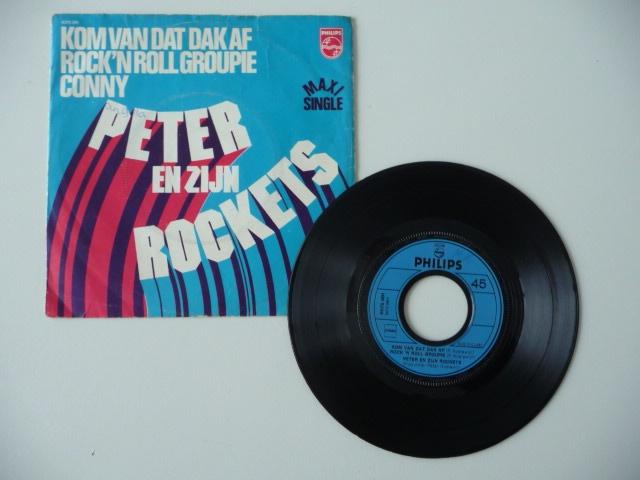 KOM VAN DAT DAK AF
ROCK'N ROLL GROUPIE
CONNY
PHILIPS
MAXI
SINGLE
PETER
EN ZIJN
ROCKETS
PHILIPS
45
KOM VAN DAT DAK AF
ROCK 'N ROLL GROUPIE
PETER EN ZIJN ROCKETS